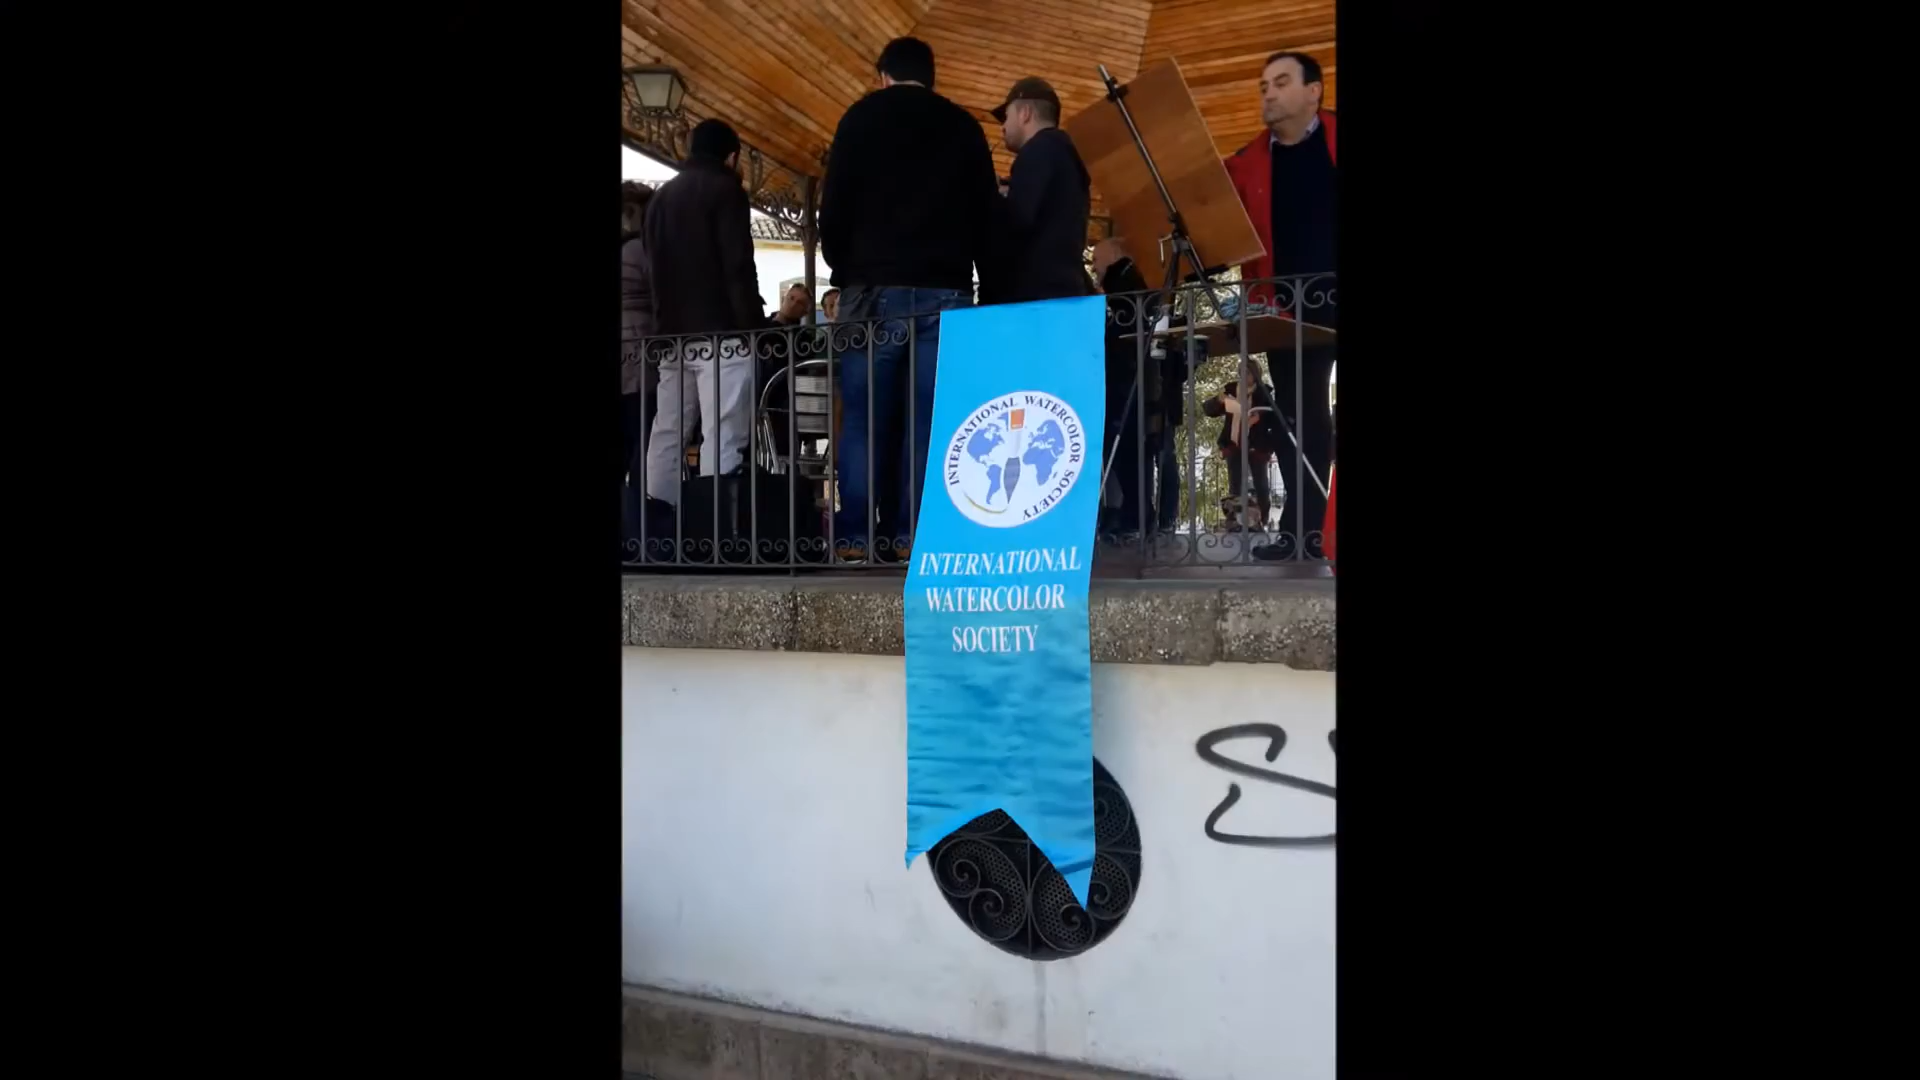 INTERNATIONAL WATERCOLOR SOCIETY
INTERNATIONAL
WATERCOLOR
SOCIETY